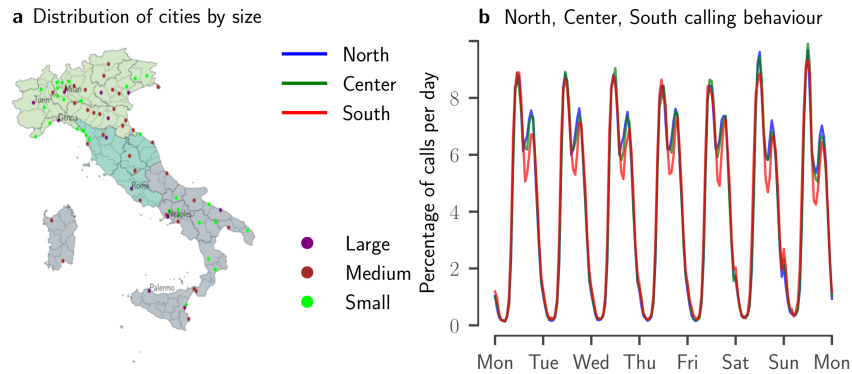 a Distribution of cities by size
North
Center
South
Milan
Turin
Genoa
Rome
Neaples
Palermo
Large
Medium
Small
b North, Center, South calling behaviour
Percentage of calls per day
8
6
4
2
0
Mon Tue Wed Thu Fri Sat Sun Mon